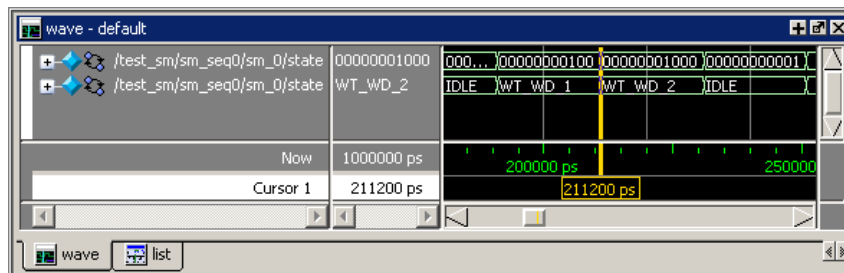 wave - default
/test_sm/sm_seq0/sm_0/state 00000001000 000... 00000000100 00000001000 00000000001
/test_sm/sm_seq0/sm_0/state WT_WD_2 IDLE WT_WD_1 WT_WD_2 IDLE
Now 1000000 ps 200000 ps 250000
Cursor 1 211200 ps 211200 ps
wave list